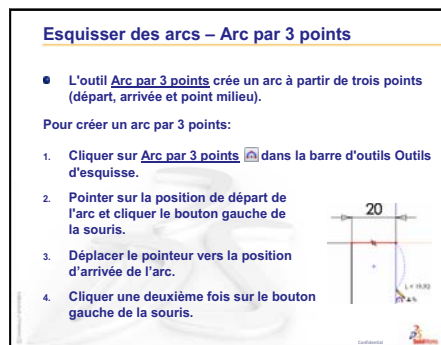 Esquisser des arcs – Arc par 3 points
L'outil Arc par 3 points crée un arc à partir de trois points
(départ, arrivée et point milieu).
Pour créer un arc par 3 points:
1. Cliquer sur Arc par 3 points dans la barre d'outils Outils
d'esquisse.
2. Pointer sur la position de départ de
l'arc et cliquer le bouton gauche de
la souris.
3. Déplacer le pointeur vers la position
d'arrivée de l'arc.
4. Cliquer une deuxième fois sur le bouton
gauche de la souris.
20
Confidential
SolidWorks